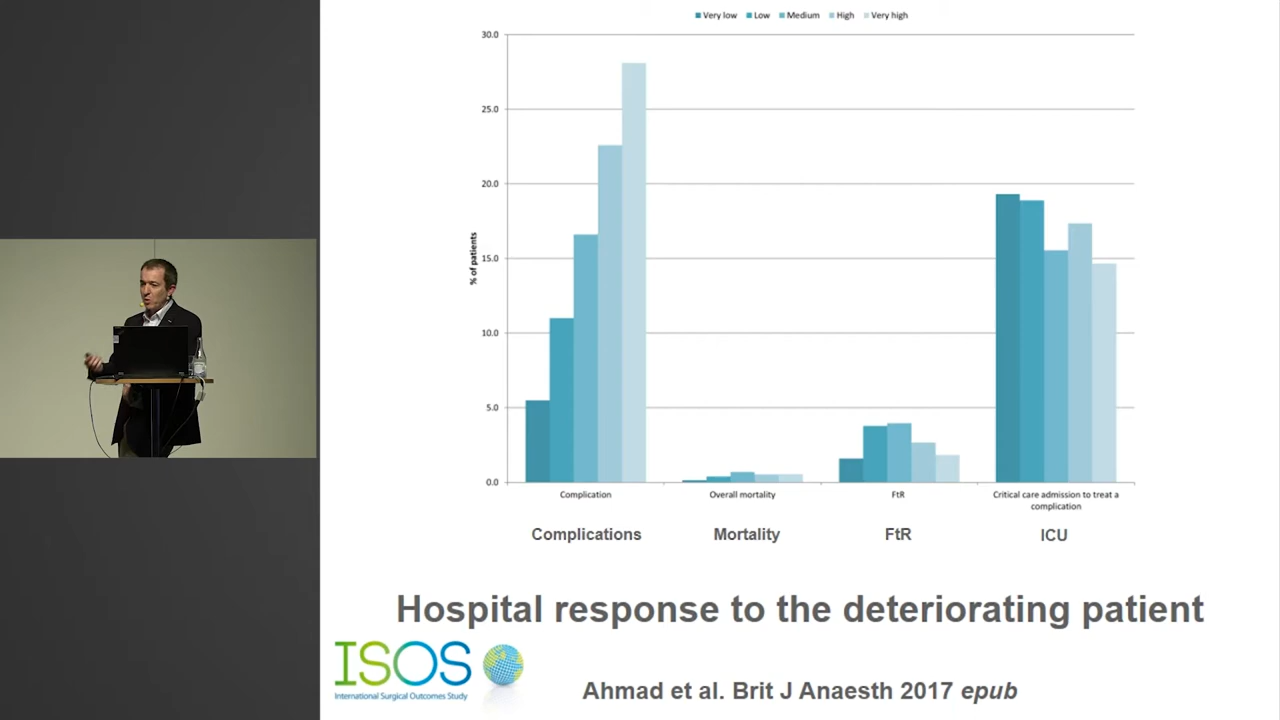 Very low Low Medium High Very high
30.0
25.0
20.0
15.0
10.0
5.0
0.0
% of patients
Complication Overall mortality FtR Critical care admission to treat a
complication
Complications Mortality FtR ICU
Hospital response to the deteriorating patient
ISOS
International Surgical Outcomes Study
Ahmad et al. Brit J Anaesth 2017 epub